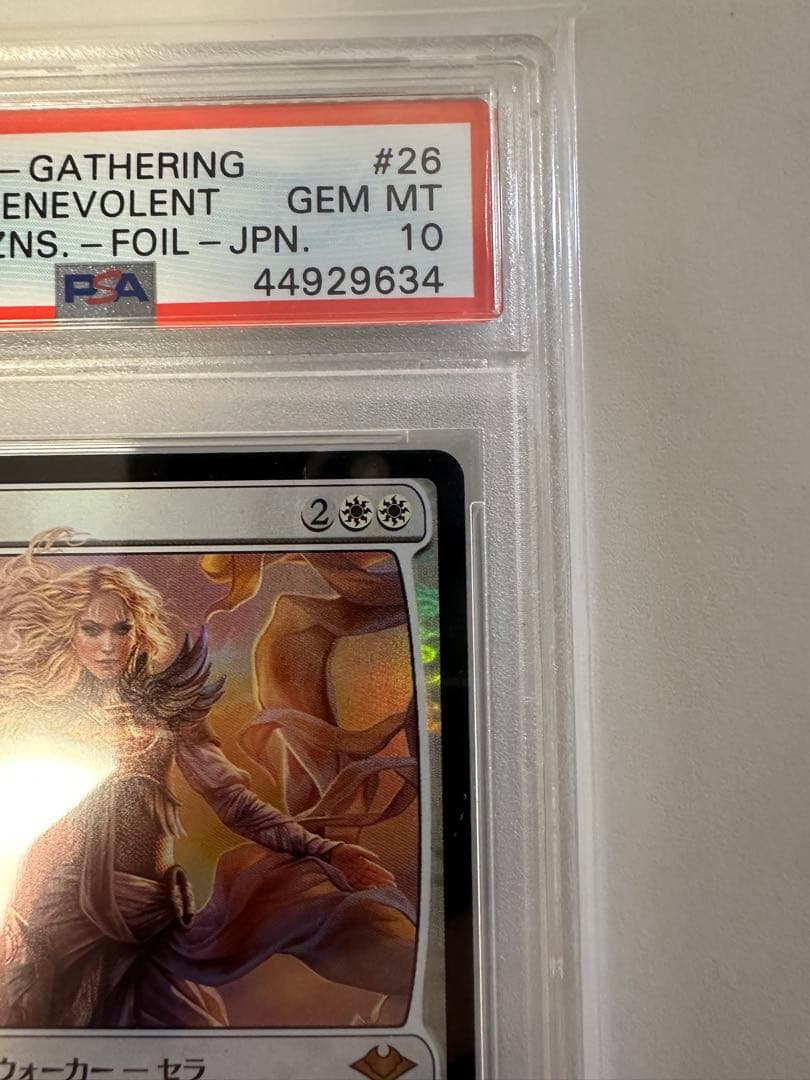 –GATHERING #26
ENEVOLENT GEM MT
ZNS.–FOIL–JPN. 10
PSA 44929634
2
ウォーカー — セラ